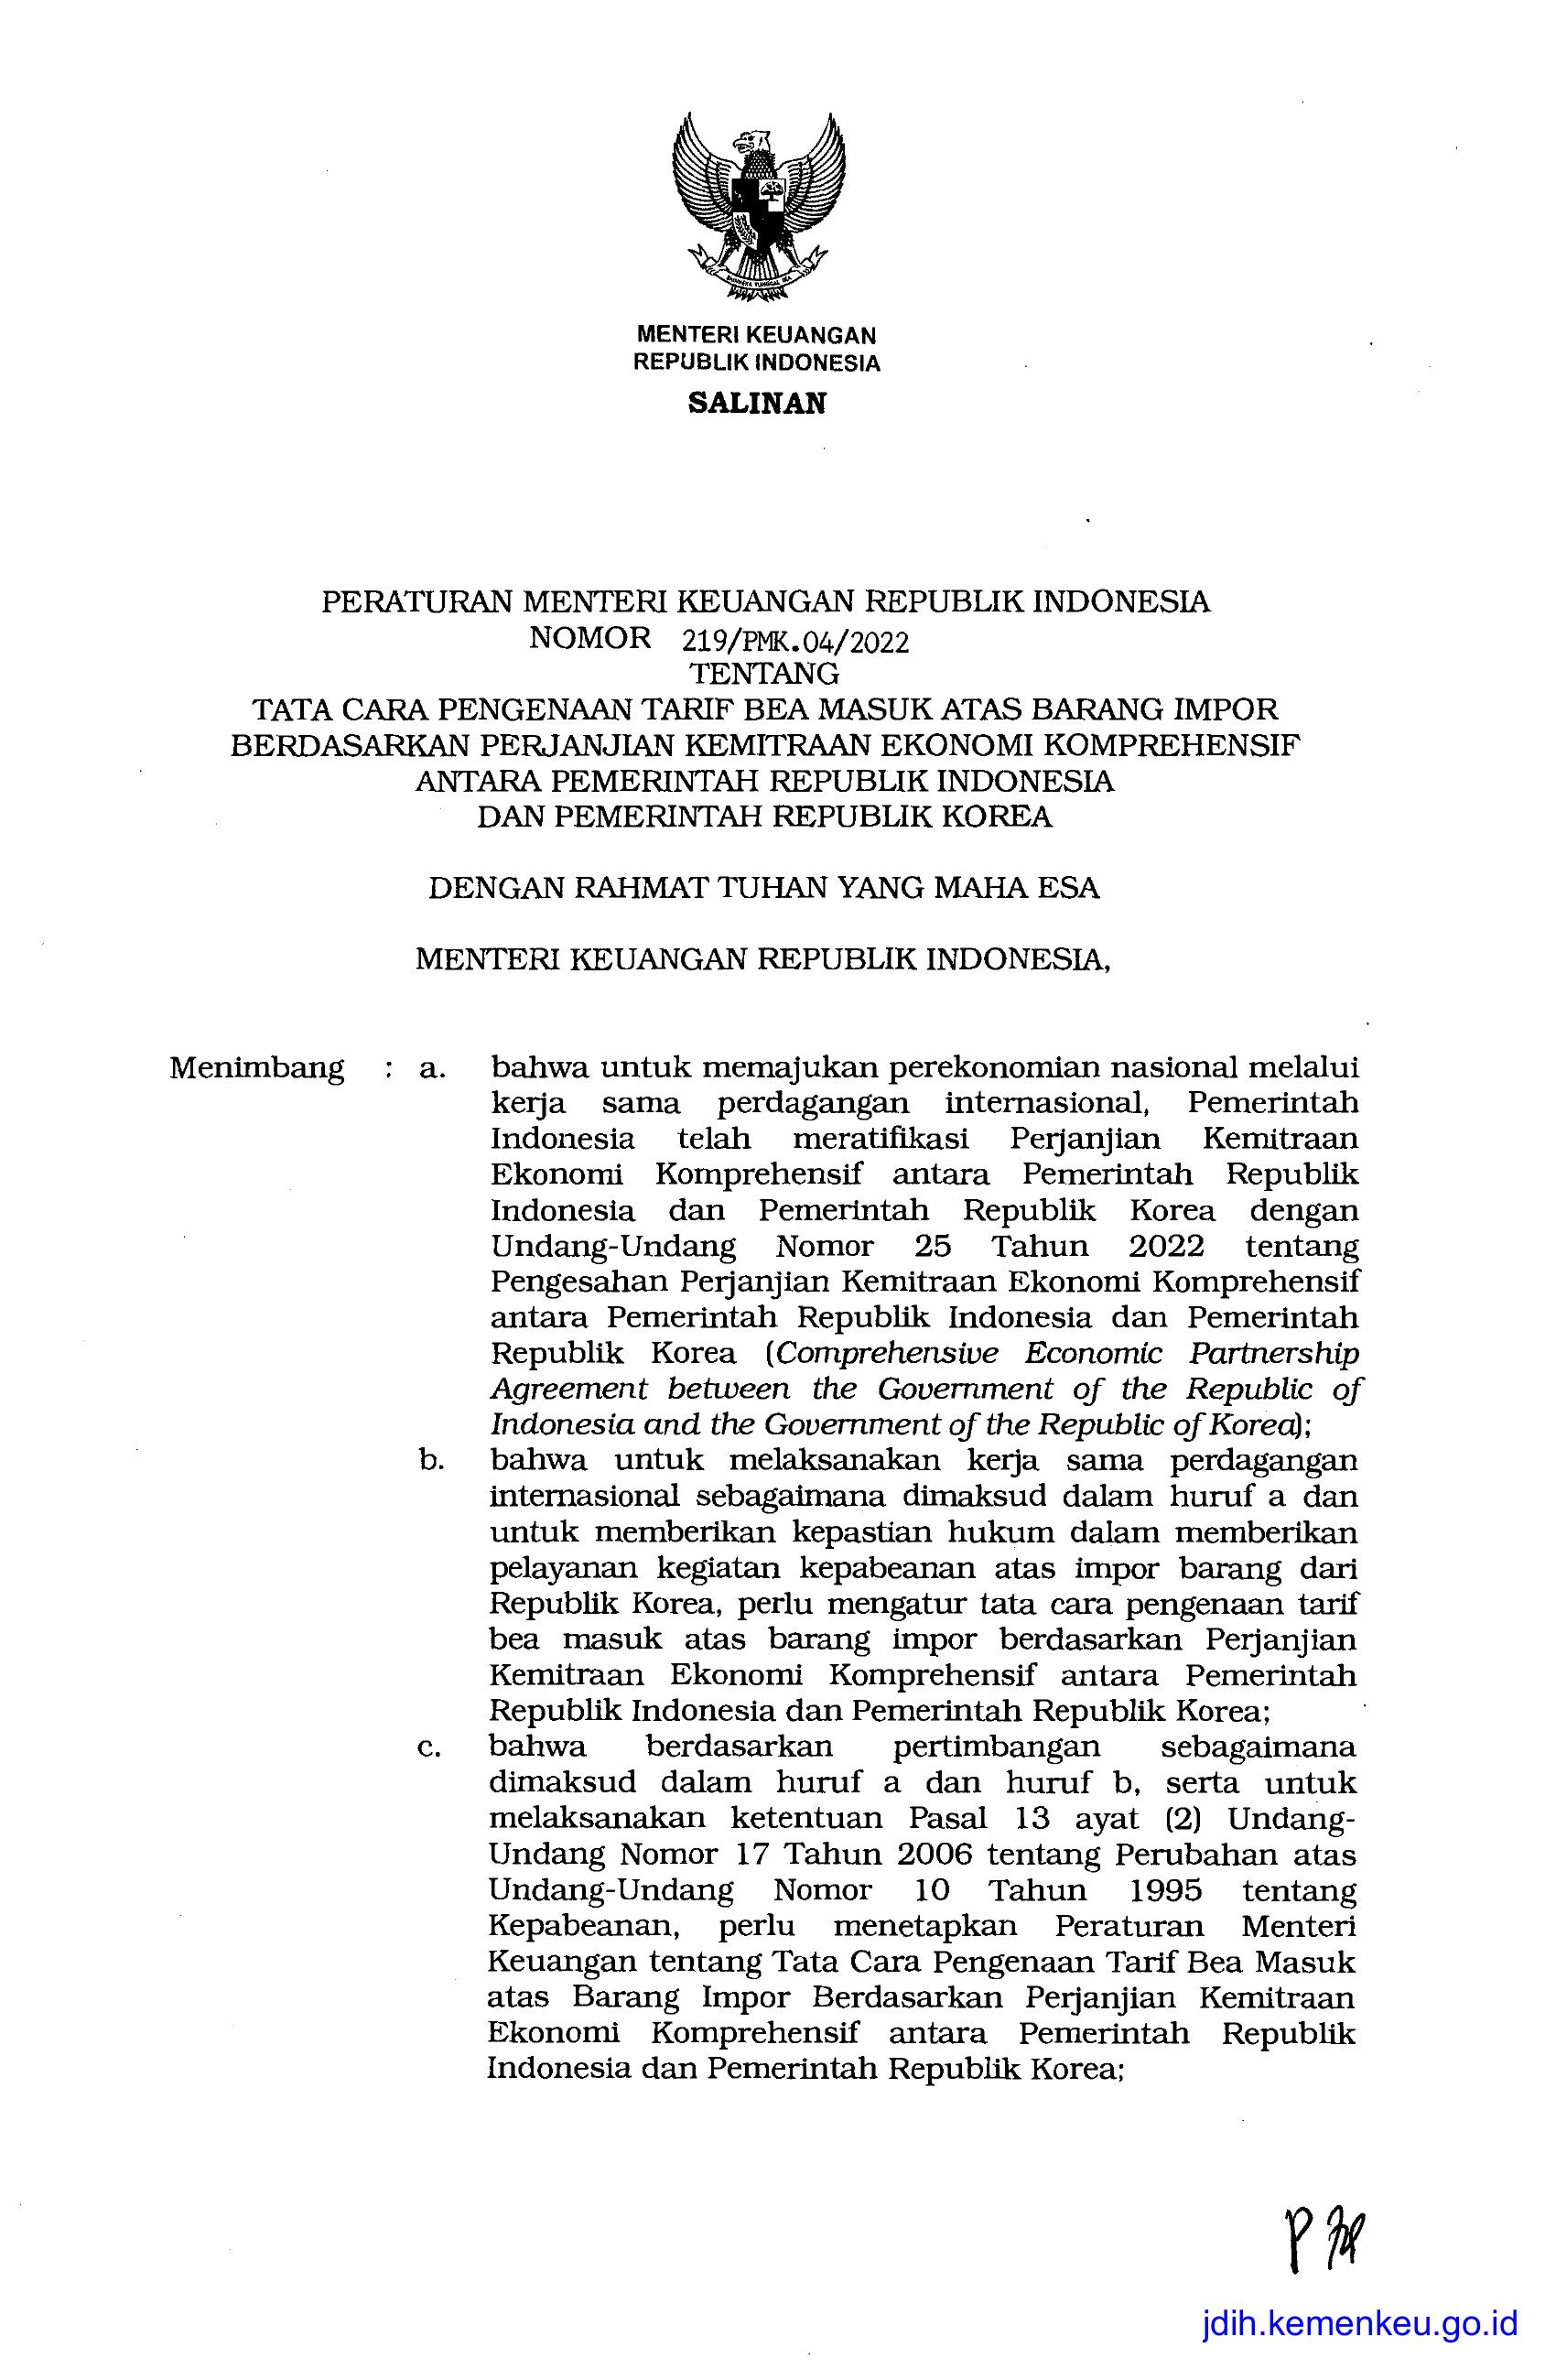 MENTERI KEUANGAN
REPUBLIK INDONESIA
SALINAN
PERATURAN MENTERI KEUANGAN REPUBLIK INDONESIA
NOMOR 219/PMK.04/2022
TENTANG
TATA CARA PENGENAAN TARIF BEA MASUK ATAS BARANG IMPOR
BERDASARKAN PERJANJIAN KEMITRAAN EKONOMI KOMPREHENSIF
ANTARA PEMERINTAH REPUBLIK INDONESIA
DAN PEMERINTAH REPUBLIK KOREA
DENGAN RAHMAT TUHAN YANG MAHA ESA
MENTERI KEUANGAN REPUBLIK INDONESIA,
Menimbang : a. bahwa untuk memajukan perekonomian nasional melalui
kerja sama perdagangan internasional, Pemerintah
Indonesia telah meratifikasi Perjanjian Kemitraan
Ekonomi Komprehensif antara Pemerintah Republik
Indonesia dan Pemerintah Republik Korea dengan
Undang-Undang Nomor 25 Tahun 2022 tentang
Pengesahan Perjanjian Kemitraan Ekonomi Komprehensif
antara Pemerintah Republik Indonesia dan Pemerintah
Republik Korea (Comprehensive Economic Partnership
Agreement between the Government of the Republic of
Indonesia and the Government of the Republic of Korea);
b. bahwa untuk melaksanakan kerja sama perdagangan
internasional sebagaimana dimaksud dalam huruf a dan
untuk memberikan kepastian hukum dalam memberikan
pelayanan kegiatan kepabeanan atas impor barang dari
Republik Korea, perlu mengatur tata cara pengenaan tarif
bea masuk atas barang impor berdasarkan Perjanjian
Kemitraan Ekonomi Komprehensif antara Pemerintah
Republik Indonesia dan Pemerintah Republik Korea;
c. bahwa berdasarkan pertimbangan sebagaimana
dimaksud dalam huruf a dan huruf b, serta untuk
melaksanakan ketentuan Pasal 13 ayat (2) Undang-
Undang Nomor 17 Tahun 2006 tentang Perubahan atas
Undang-Undang Nomor 10 Tahun 1995 tentang
Kepabeanan, perlu menetapkan Peraturan Menteri
Keuangan tentang Tata Cara Pengenaan Tarif Bea Masuk
atas Barang Impor Berdasarkan Perjanjian Kemitraan
Ekonomi Komprehensif antara Pemerintah Republik
Indonesia dan Pemerintah Republik Korea;
jdih.kemenkeu.go.id